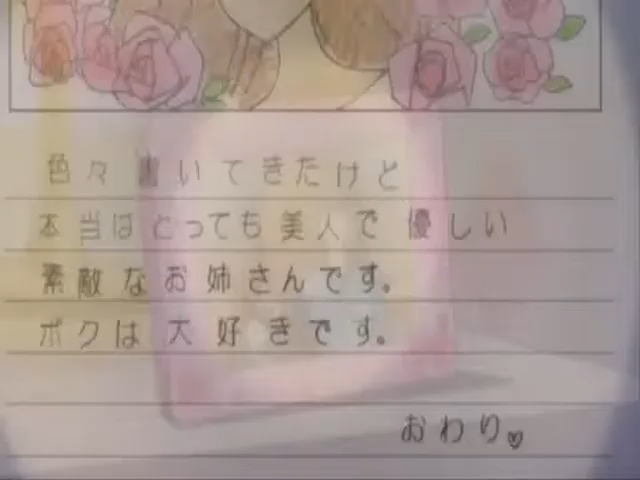 色々書いてきたけど
本当はとっても美人で優しい
素敵なお姉さんです。
ボクは大好きです。
おわり♡